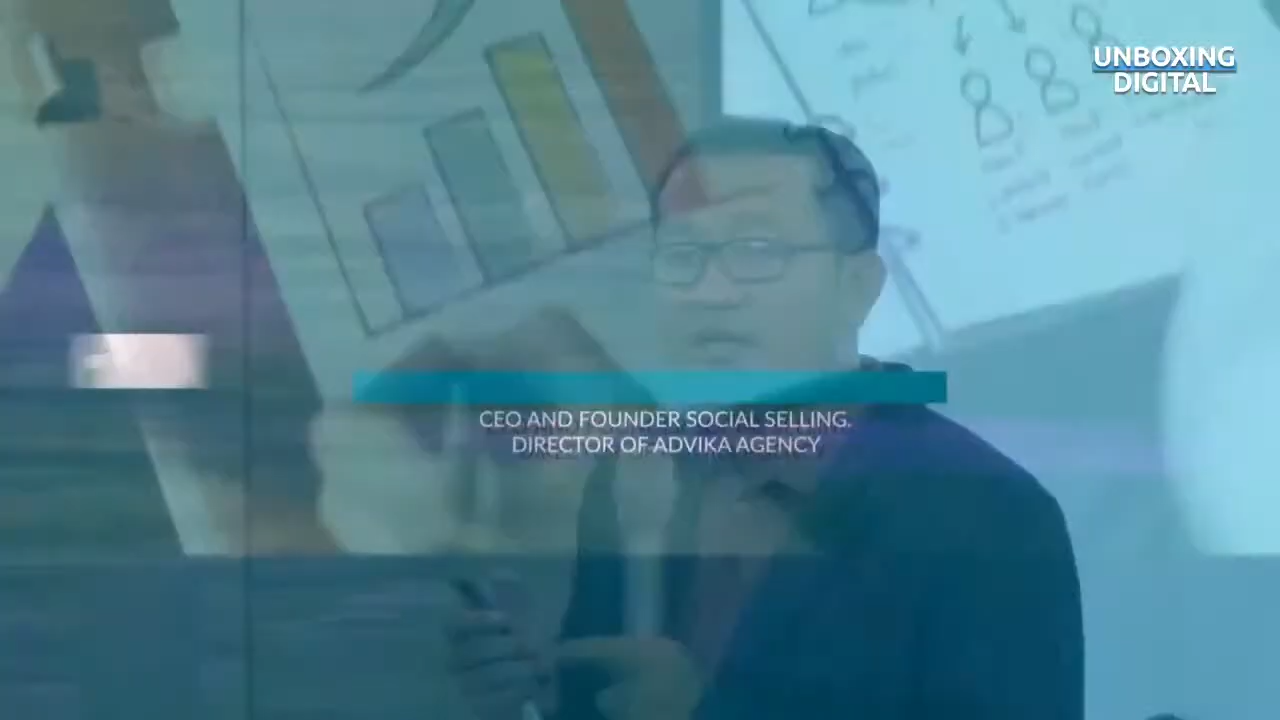 UNBOXING
DIGITAL
CEO AND FOUNDER SOCIAL SELLING.
DIRECTOR OF ADVIKA AGENCY